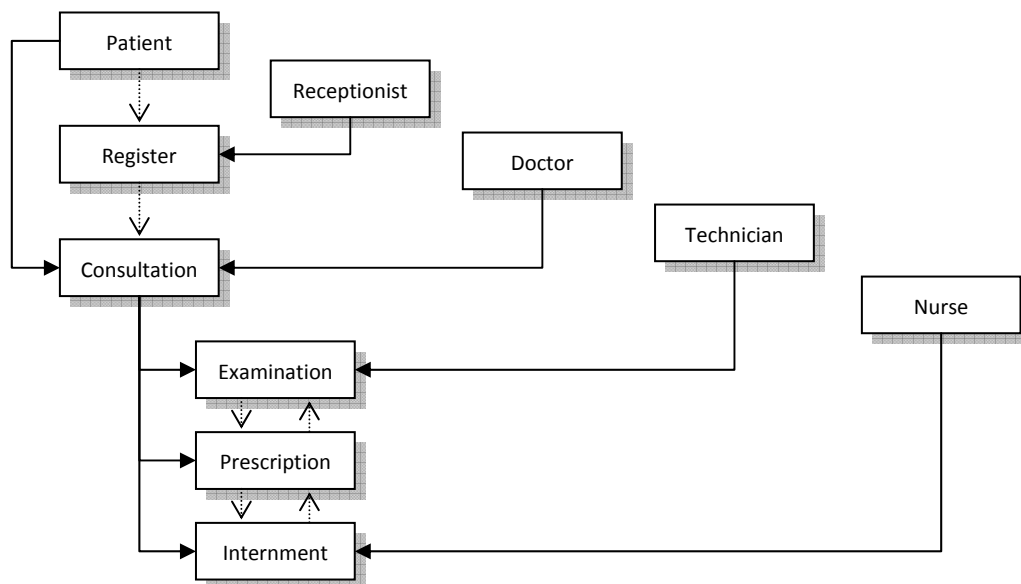 Patient
Receptionist
Register
Doctor
Technician
Consultation
Nurse
Examination
Prescription
Internment